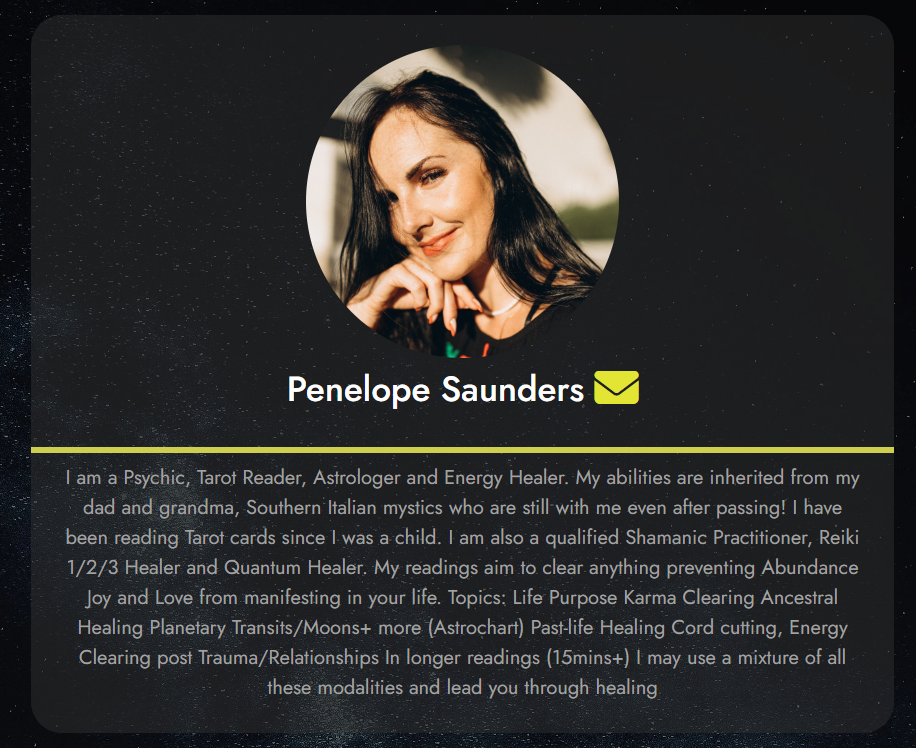 Penelope Saunders
I am a Psychic, Tarot Reader, Astrologer and Energy Healer. My abilities are inherited from my
dad and grandma, Southern Italian mystics who are still with me even after passing! I have
been reading Tarot cards since I was a child. I am also a qualified Shamanic Practitioner, Reiki
1/2/3 Healer and Quantum Healer. My readings aim to clear anything preventing Abundance
Joy and Love from manifesting in your life. Topics: Life Purpose Karma Clearing Ancestral
Healing Planetary Transits/Moons+ more (Astrochart) Past-life Healing Cord cutting, Energy
Clearing post Trauma/Relationships In longer readings (15mins+) I may use a mixture of all
these modalities and lead you through healing